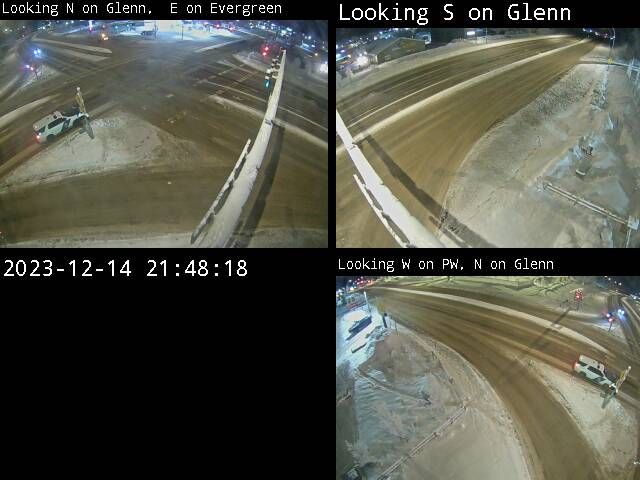 Looking N on Glenn,  E on Evergreen
Looking S on Glenn
2023-12-14 21:48:18
Looking W on PW, N on Glenn